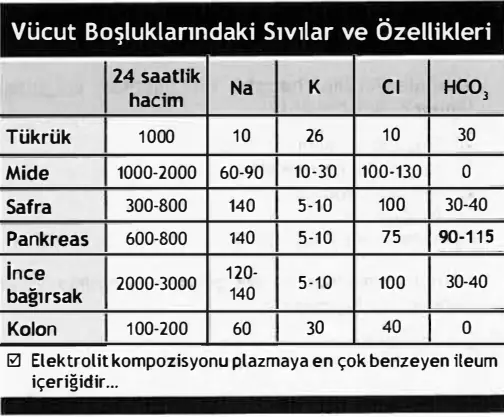 Vücut Boşluklarındaki Sıvılar ve Özellikleri
24 saatlik hacim Na K Cl HCO₃
Tükrük 1000 10 26 10 30
Mide 1000-2000 60-90 10-30 100-130 0
Safra 300-800 140 5-10 100 30-40
Pankreas 600-800 140 5-10 75 90-115
İnce bağırsak 2000-3000 120-140 5-10 100 30-40
Kolon 100-200 60 30 40 0
☑ Elektrolit kompozisyonu plazmaya en çok benzeyen ileum
içeriğidir...